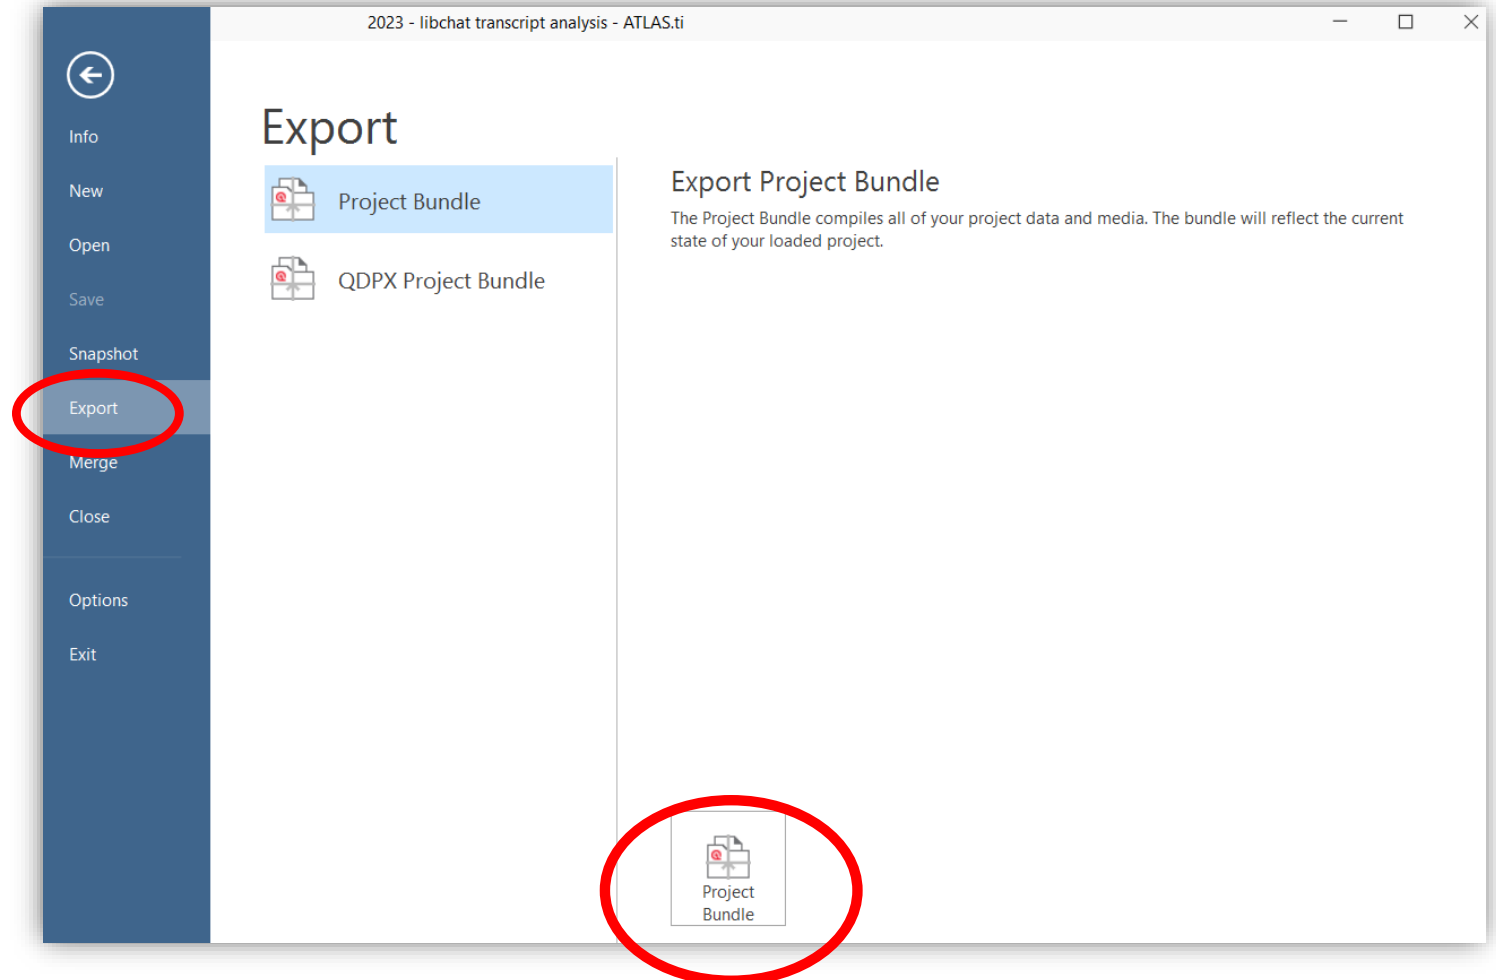 2023 - libchat transcript analysis - ATLAS.ti
Info
New
Open
Save
Snapshot
Export
Merge
Close
Options
Exit
Export
Project Bundle
QDPX Project Bundle
Export Project Bundle
The Project Bundle compiles all of your project data and media. The bundle will reflect the current
state of your loaded project.
Project
Bundle